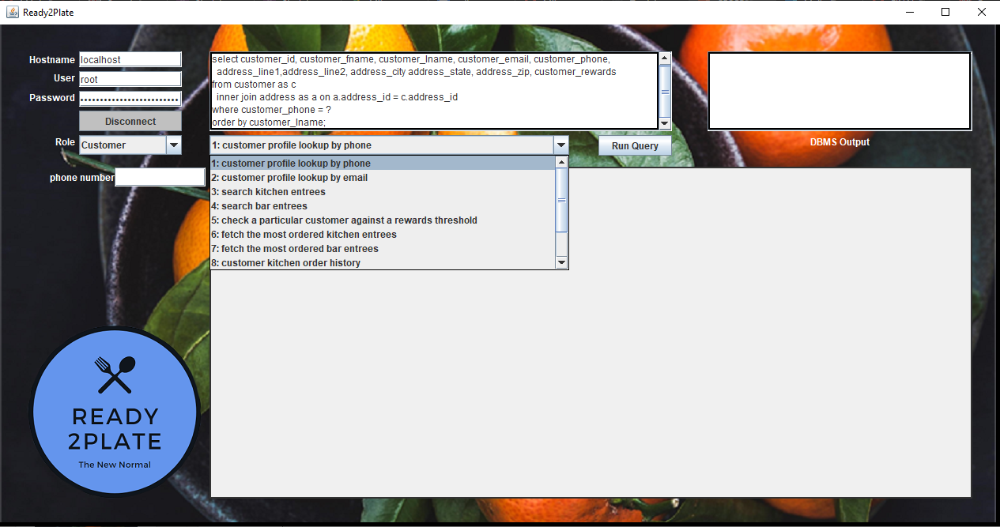 Ready2Plate
Hostname localhost
User root
Password •••••••••••••••••••••••••
Disconnect
Role Customer
phone number
select customer_id, customer_fname, customer_lname, customer_email, customer_phone,
address_line1,address_line2, address_city address_state, address_zip, customer_rewards
from customer as c
inner join address as a on a.address_id = c.address_id
where customer_phone = ?
order by customer_lname;
1: customer profile lookup by phone
Run Query
DBMS Output
1: customer profile lookup by phone
2: customer profile lookup by email
3: search kitchen entrees
4: search bar entrees
5: check a particular customer against a rewards threshold
6: fetch the most ordered kitchen entrees
7: fetch the most ordered bar entrees
8: customer kitchen order history
READY
2PLATE
The New Normal